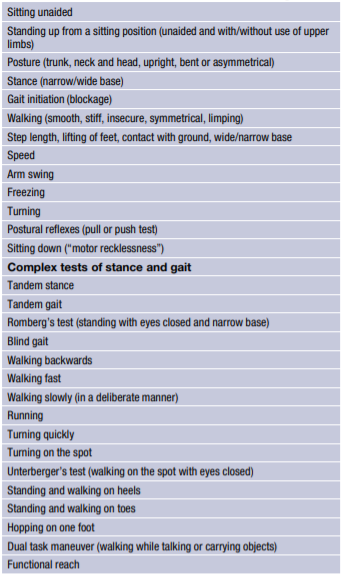 Sitting unaided
Standing up from a sitting position (unaided and with/without use of upper
limbs)
Posture (trunk, neck and head, upright, bent or asymmetrical)
Stance (narrow/wide base)
Gait initiation (blockage)
Walking (smooth, stiff, insecure, symmetrical, limping)
Step length, lifting of feet, contact with ground, wide/narrow base
Speed
Arm swing
Freezing
Turning
Postural reflexes (pull or push test)
Sitting down (“motor recklessness”)
Complex tests of stance and gait
Tandem stance
Tandem gait
Romberg’s test (standing with eyes closed and narrow base)
Blind gait
Walking backwards
Walking fast
Walking slowly (in a deliberate manner)
Running
Turning quickly
Turning on the spot
Unterberger’s test (walking on the spot with eyes closed)
Standing and walking on heels
Standing and walking on toes
Hopping on one foot
Dual task maneuver (walking while talking or carrying objects)
Functional reach